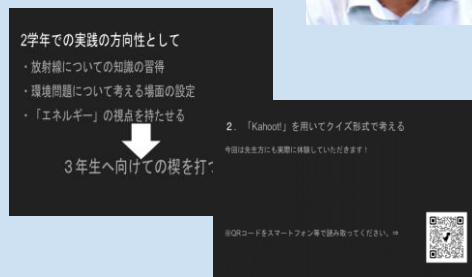 2学年での実践の方向性として
・放射線についての知識の習得
・環境問題について考える場面の設定
・「エネルギー」の視点を持たせる
3年生へ向けての楔を打つ
2．「Kahoot!」を用いてクイズ形式で考える
今回は先生方にも実際に体験していただきます！
※QRコードをスマートフォン等で読み取ってください。⇒